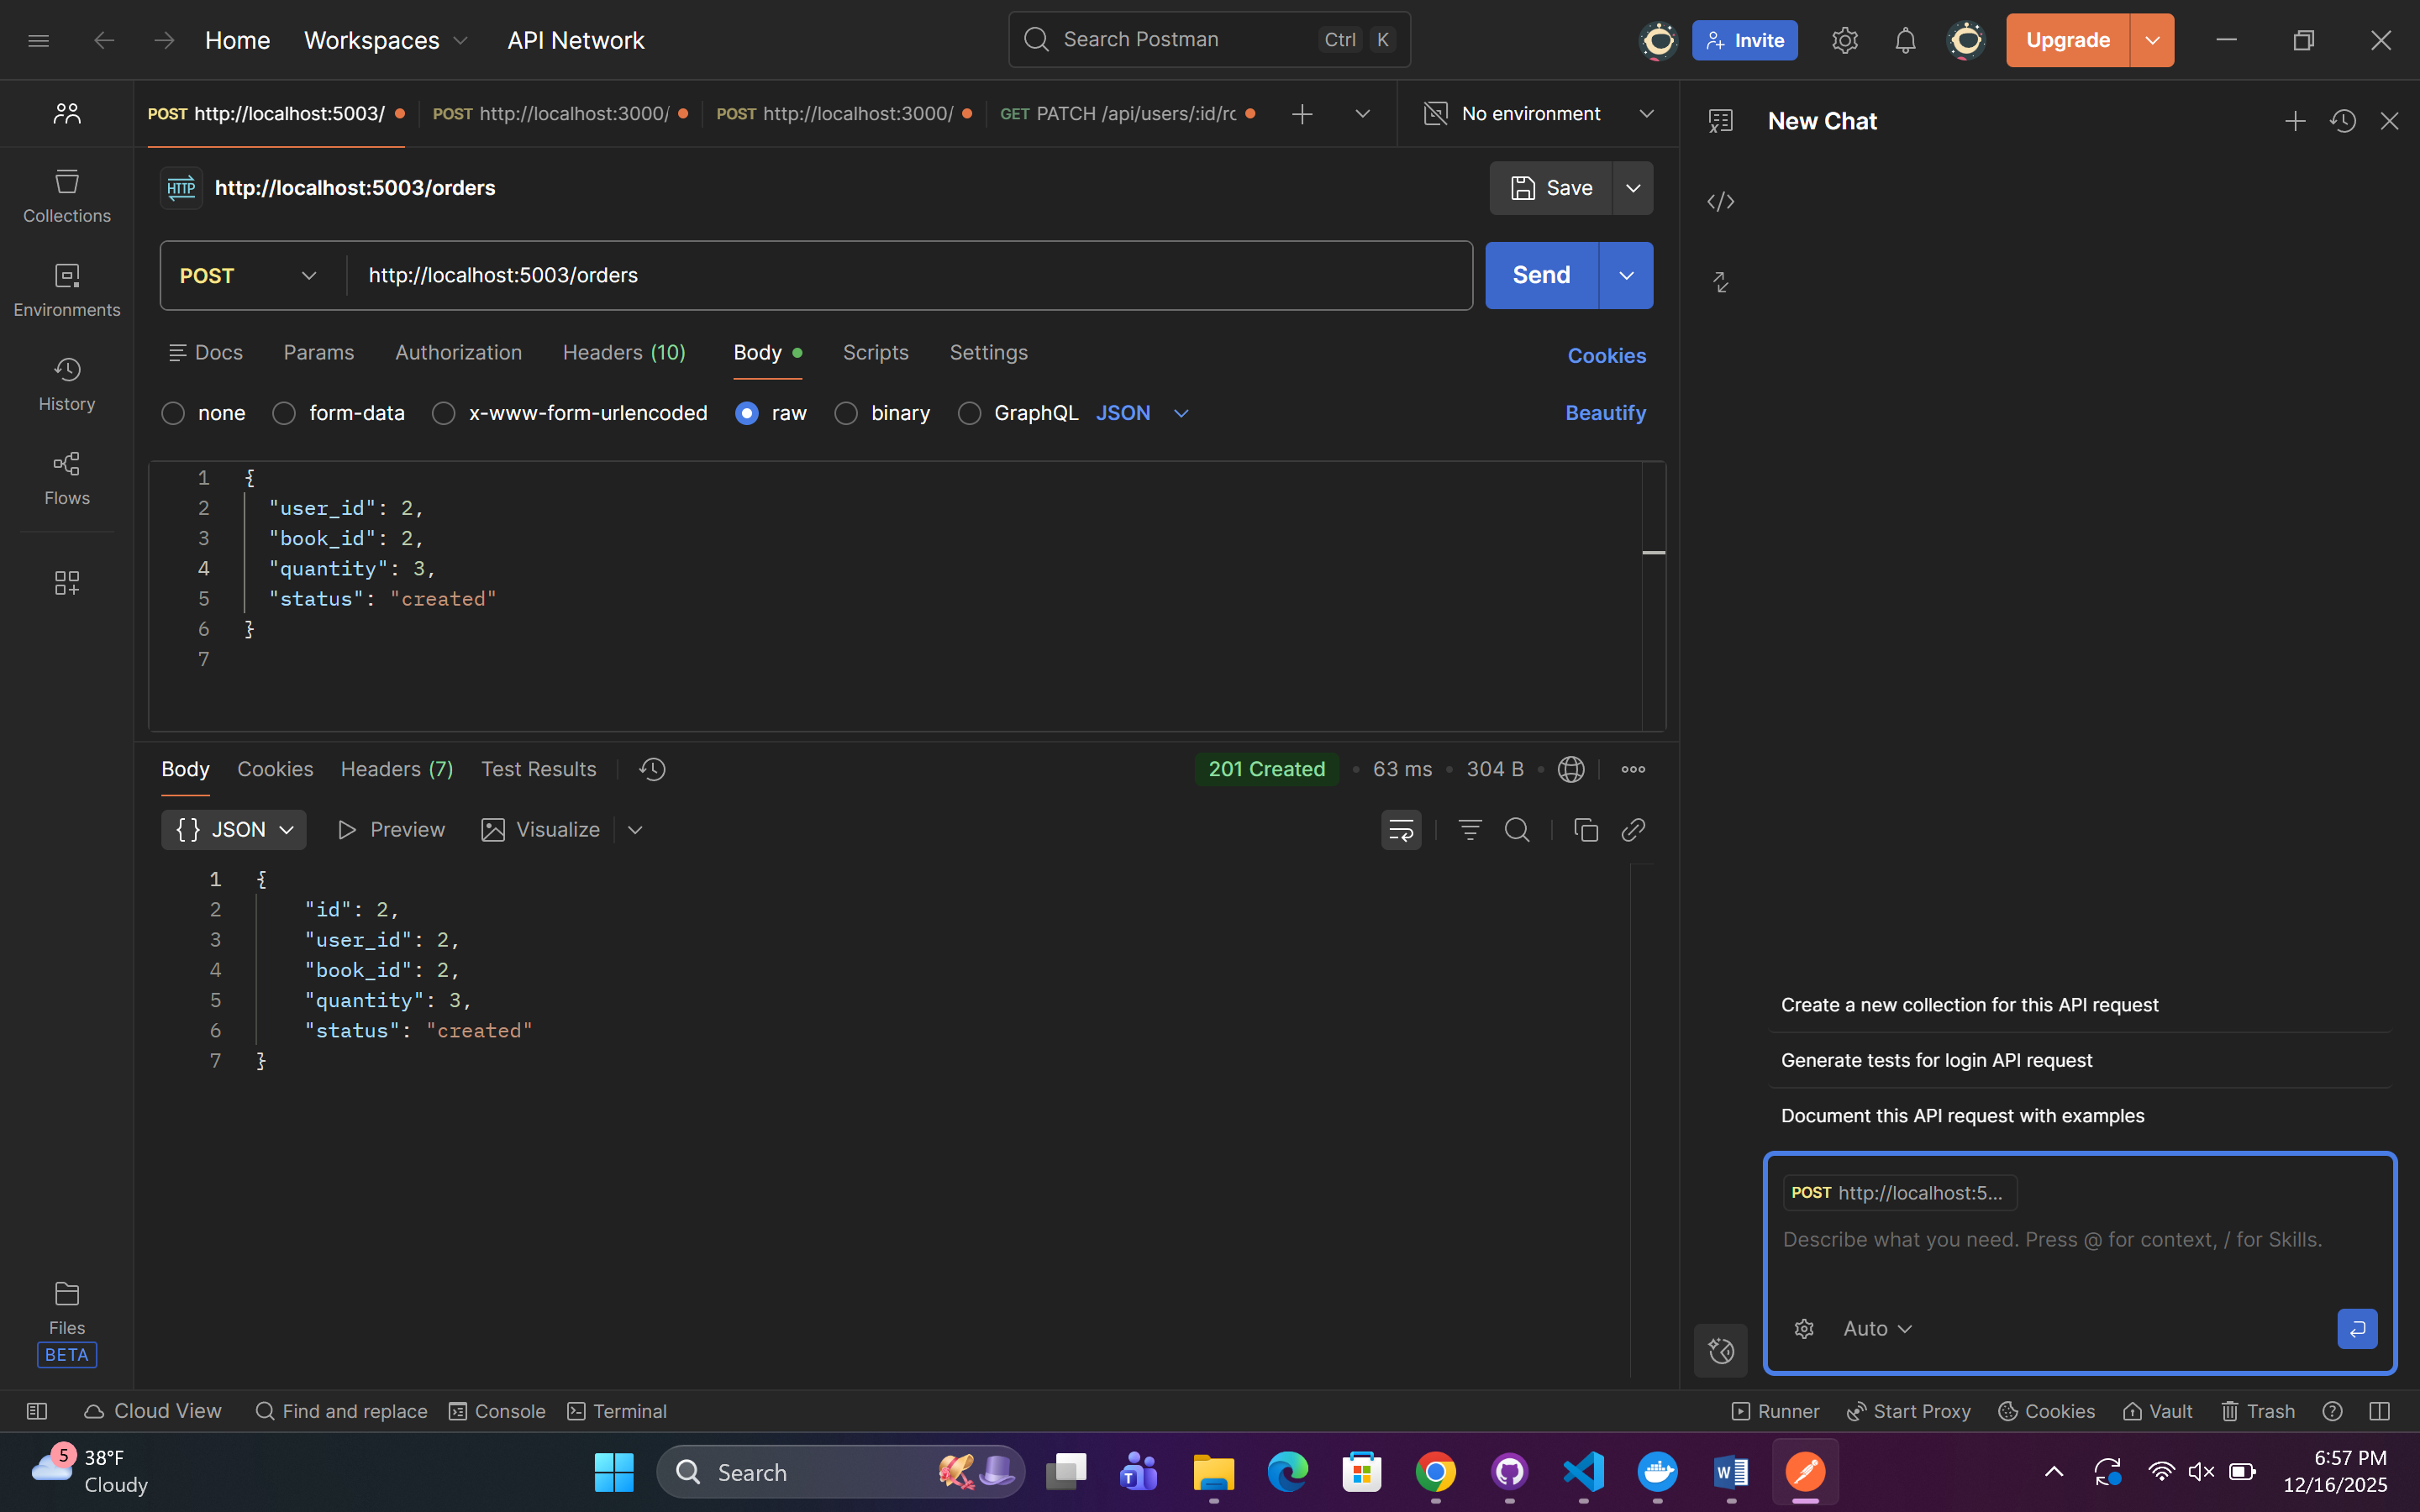 Home
Workspaces
API Network
Search Postman
Ctrl K
Invite
Upgrade
POST http://localhost:5003/
POST http://localhost:3000/
POST http://localhost:3000/
GET PATCH /api/users/:id/rc
No environment
New Chat
Collections
Environments
History
Flows
Files
BETA
HTTP http://localhost:5003/orders
Save
POST http://localhost:5003/orders
Send
Docs Params Authorization Headers (10) Body Scripts Settings
Cookies
none form-data x-www-form-urlencoded raw binary GraphQL JSON
Beautify
1 {
2 "user_id": 2,
3 "book_id": 2,
4 "quantity": 3,
5 "status": "created"
6 }
7
Body Cookies Headers (7) Test Results
201 Created • 63 ms • 304 B
{ } JSON Preview Visualize
1 {
2 "id": 2,
3 "user_id": 2,
4 "book_id": 2,
5 "quantity": 3,
6 "status": "created"
7 }
Create a new collection for this API request
Generate tests for login API request
Document this API request with examples
POST http://localhost:5...
Describe what you need. Press @ for context, / for Skills.
Auto
Cloud View Find and replace Console Terminal
Runner Start Proxy Cookies Vault Trash
5
38°F
Cloudy
Search
6:57 PM
12/16/2025